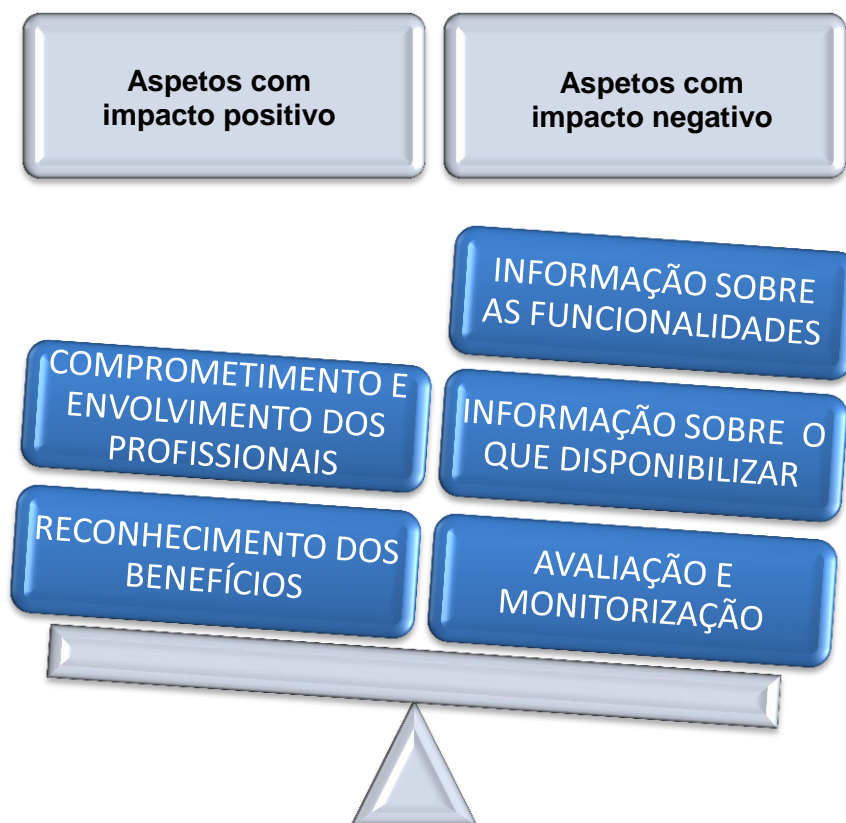 Aspetos com
impacto positivo
Aspetos com
impacto negativo
INFORMAÇÃO SOBRE
AS FUNCIONALIDADES
COMPROMETIMENTO E
ENVOLVIMENTO DOS
PROFISSIONAIS
INFORMAÇÃO SOBRE O
QUE DISPONIBILIZAR
RECONHECIMENTO DOS
BENEFÍCIOS
AVALIAÇÃO E
MONITORIZAÇÃO